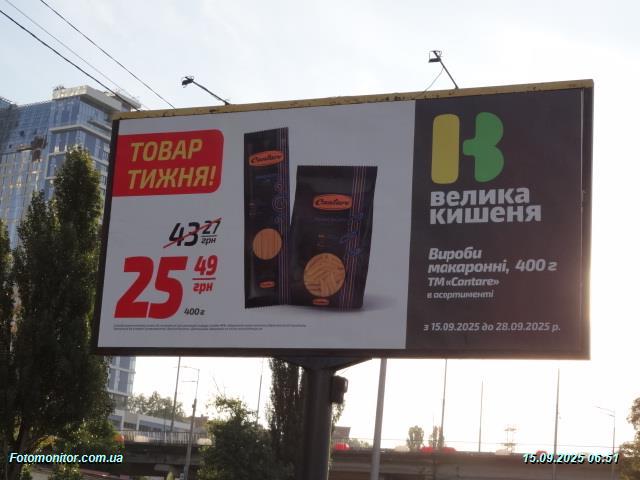 ТОВАР
ТИЖНЯ!
43 27
грн
25 49
грн
400 г
Cantare
Cantare
велика
кишеня
Вироби
макаронні, 400 г
ТМ «Cantare»
в асортименті
з 15.09.2025 до 28.09.2025 р.
Fotomonitor.com.ua
15.09.2025 06:51